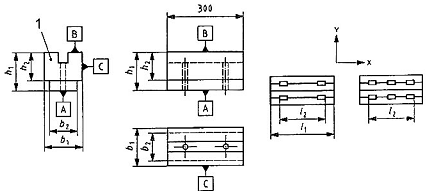 1
B
C
A
h₁
h₂
b₂
b₁
300
B
A
h₁
h₂
b₁
b₂
C
Y
X
l₂
l₁
l₂